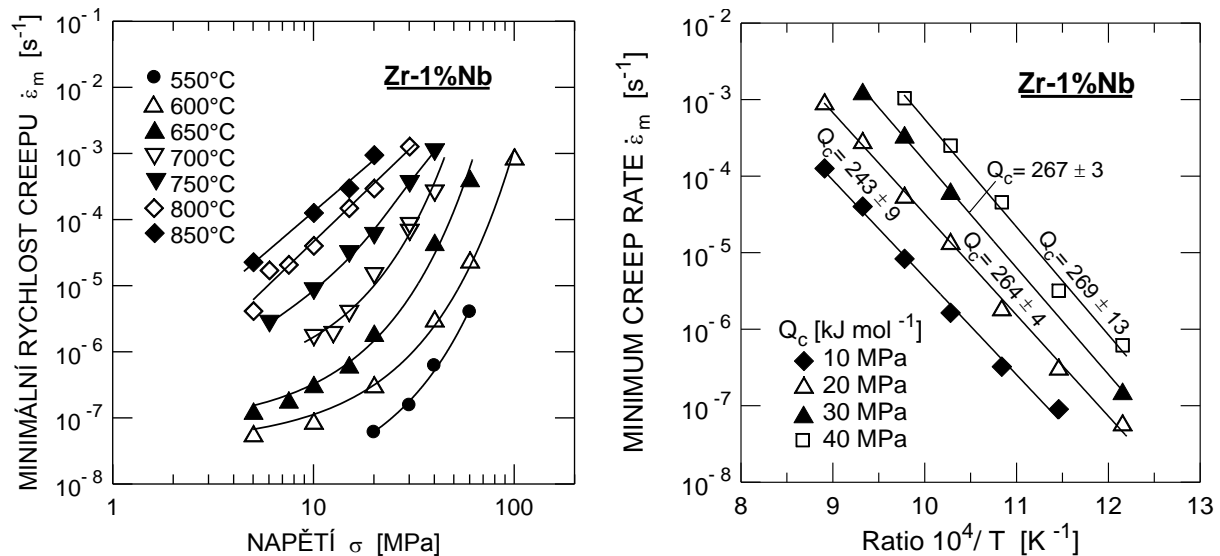 MINIMÁLNÍ RYCHLOST CREEPU ε̇m [s-1]
10-1
10-2
10-3
10-4
10-5
10-6
10-7
10-8
Zr-1%Nb
550°C
600°C
650°C
700°C
750°C
800°C
850°C
1
10
100
NAPĚTÍ σ [MPa]
MINIMUM CREEP RATE ε̇m [s-1]
10-2
10-3
10-4
10-5
10-6
10-7
10-8
Zr-1%Nb
Qc= 243 ± 9
Qc= 267 ± 3
Qc= 264 ± 4
Qc= 269 ± 13
Qc [kJ mol -1]
10 MPa
20 MPa
30 MPa
40 MPa
8
9
10
11
12
13
Ratio 104/ T [K-1]